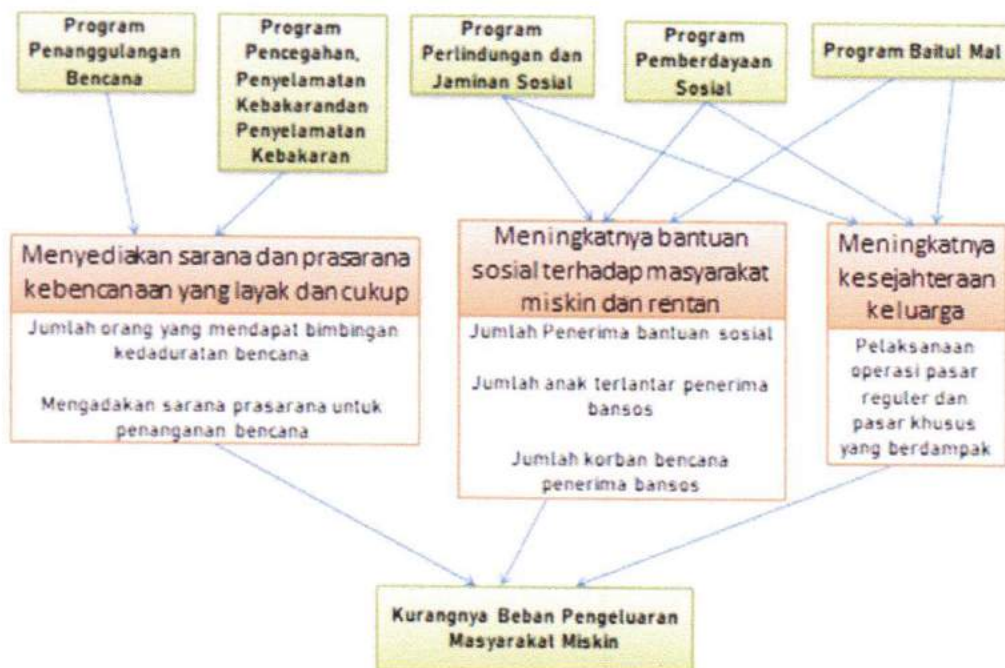 Program
Penanggulangan
Bencana
Program
Pencegahan,
Penyelamatan
Kebakarandan
Penyelamatan
Kebakaran
Program
Perlindungan dan
Jaminan Sosial
Program
Pemberdayaan
Sosial
Program Baitul Mal
Menyediakan sarana dan prasarana
kebencanaan yang layak dan cukup
Jumlah orang yang mendapat bimbingan
kedaduratan bencana
Mengadakan sarana prasarana untuk
penanganan bencana
Meningkatnya bantuan
sosial terhadap masyarakat
miskin dan rentan
Jumlah Penerima bantuan sosial
Jumlah anak terlantar penerima
bansos
Jumlah korban bencana
penerima bansos
Meningkatnya
kesejahteraan
keluarga
Pelaksanaan
operasi pasar
reguler dan
pasar khusus
yang berdampak
Kurangnya Beban Pengeluaran
Masyarakat Miskin